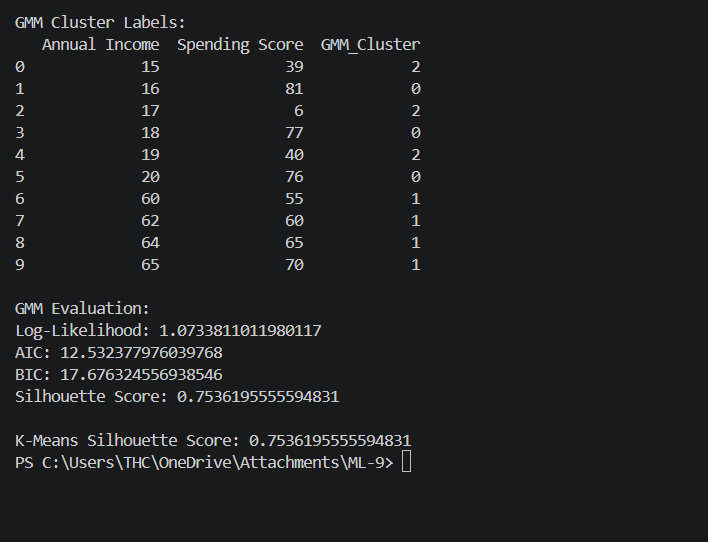 GMM Cluster Labels:
   Annual Income  Spending Score  GMM_Cluster
0             15              39            2
1             16              81            0
2             17               6            2
3             18              77            0
4             19              40            2
5             20              76            0
6             60              55            1
7             62              60            1
8             64              65            1
9             65              70            1

GMM Evaluation:
Log-Likelihood: 1.0733811011980117
AIC: 12.532377976039768
BIC: 17.676324556938546
Silhouette Score: 0.7536195555594831

K-Means Silhouette Score: 0.7536195555594831
PS C:\Users\THC\OneDrive\Attachments\ML-9>